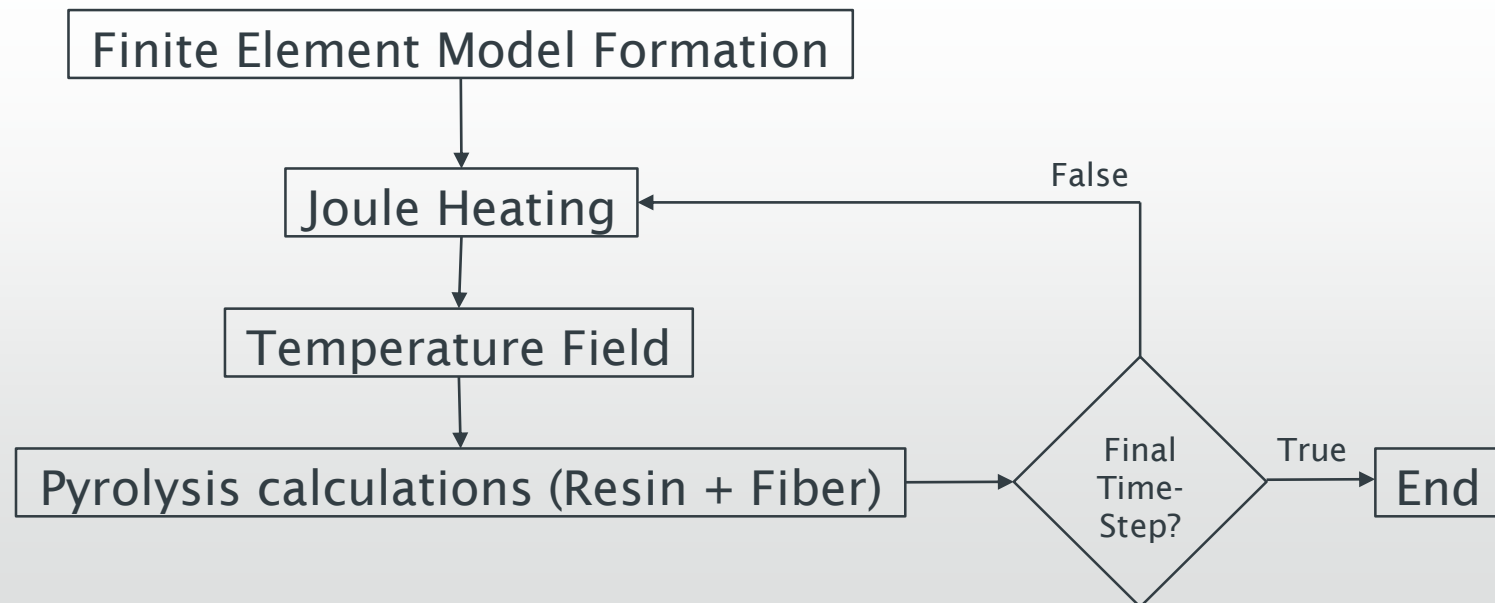 Finite Element Model Formation
False
Joule Heating
Temperature Field
Final
True
Time-
Pyrolysis calculations (Resin + Fiber)
End
Step?